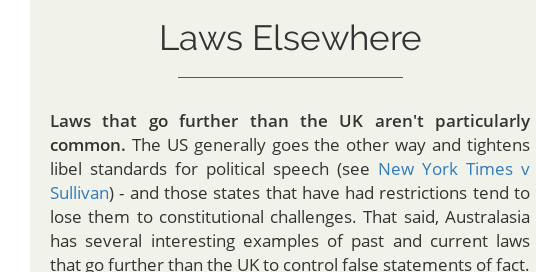 Laws Elsewhere
Laws that go further than the UK aren't particularly
common. The US generally goes the other way and tightens
libel standards for political speech (see New York Times v
Sullivan) - and those states that have had restrictions tend to
lose them to constitutional challenges. That said, Australasia
has several interesting examples of past and current laws
that go further than the UK to control false statements of fact.